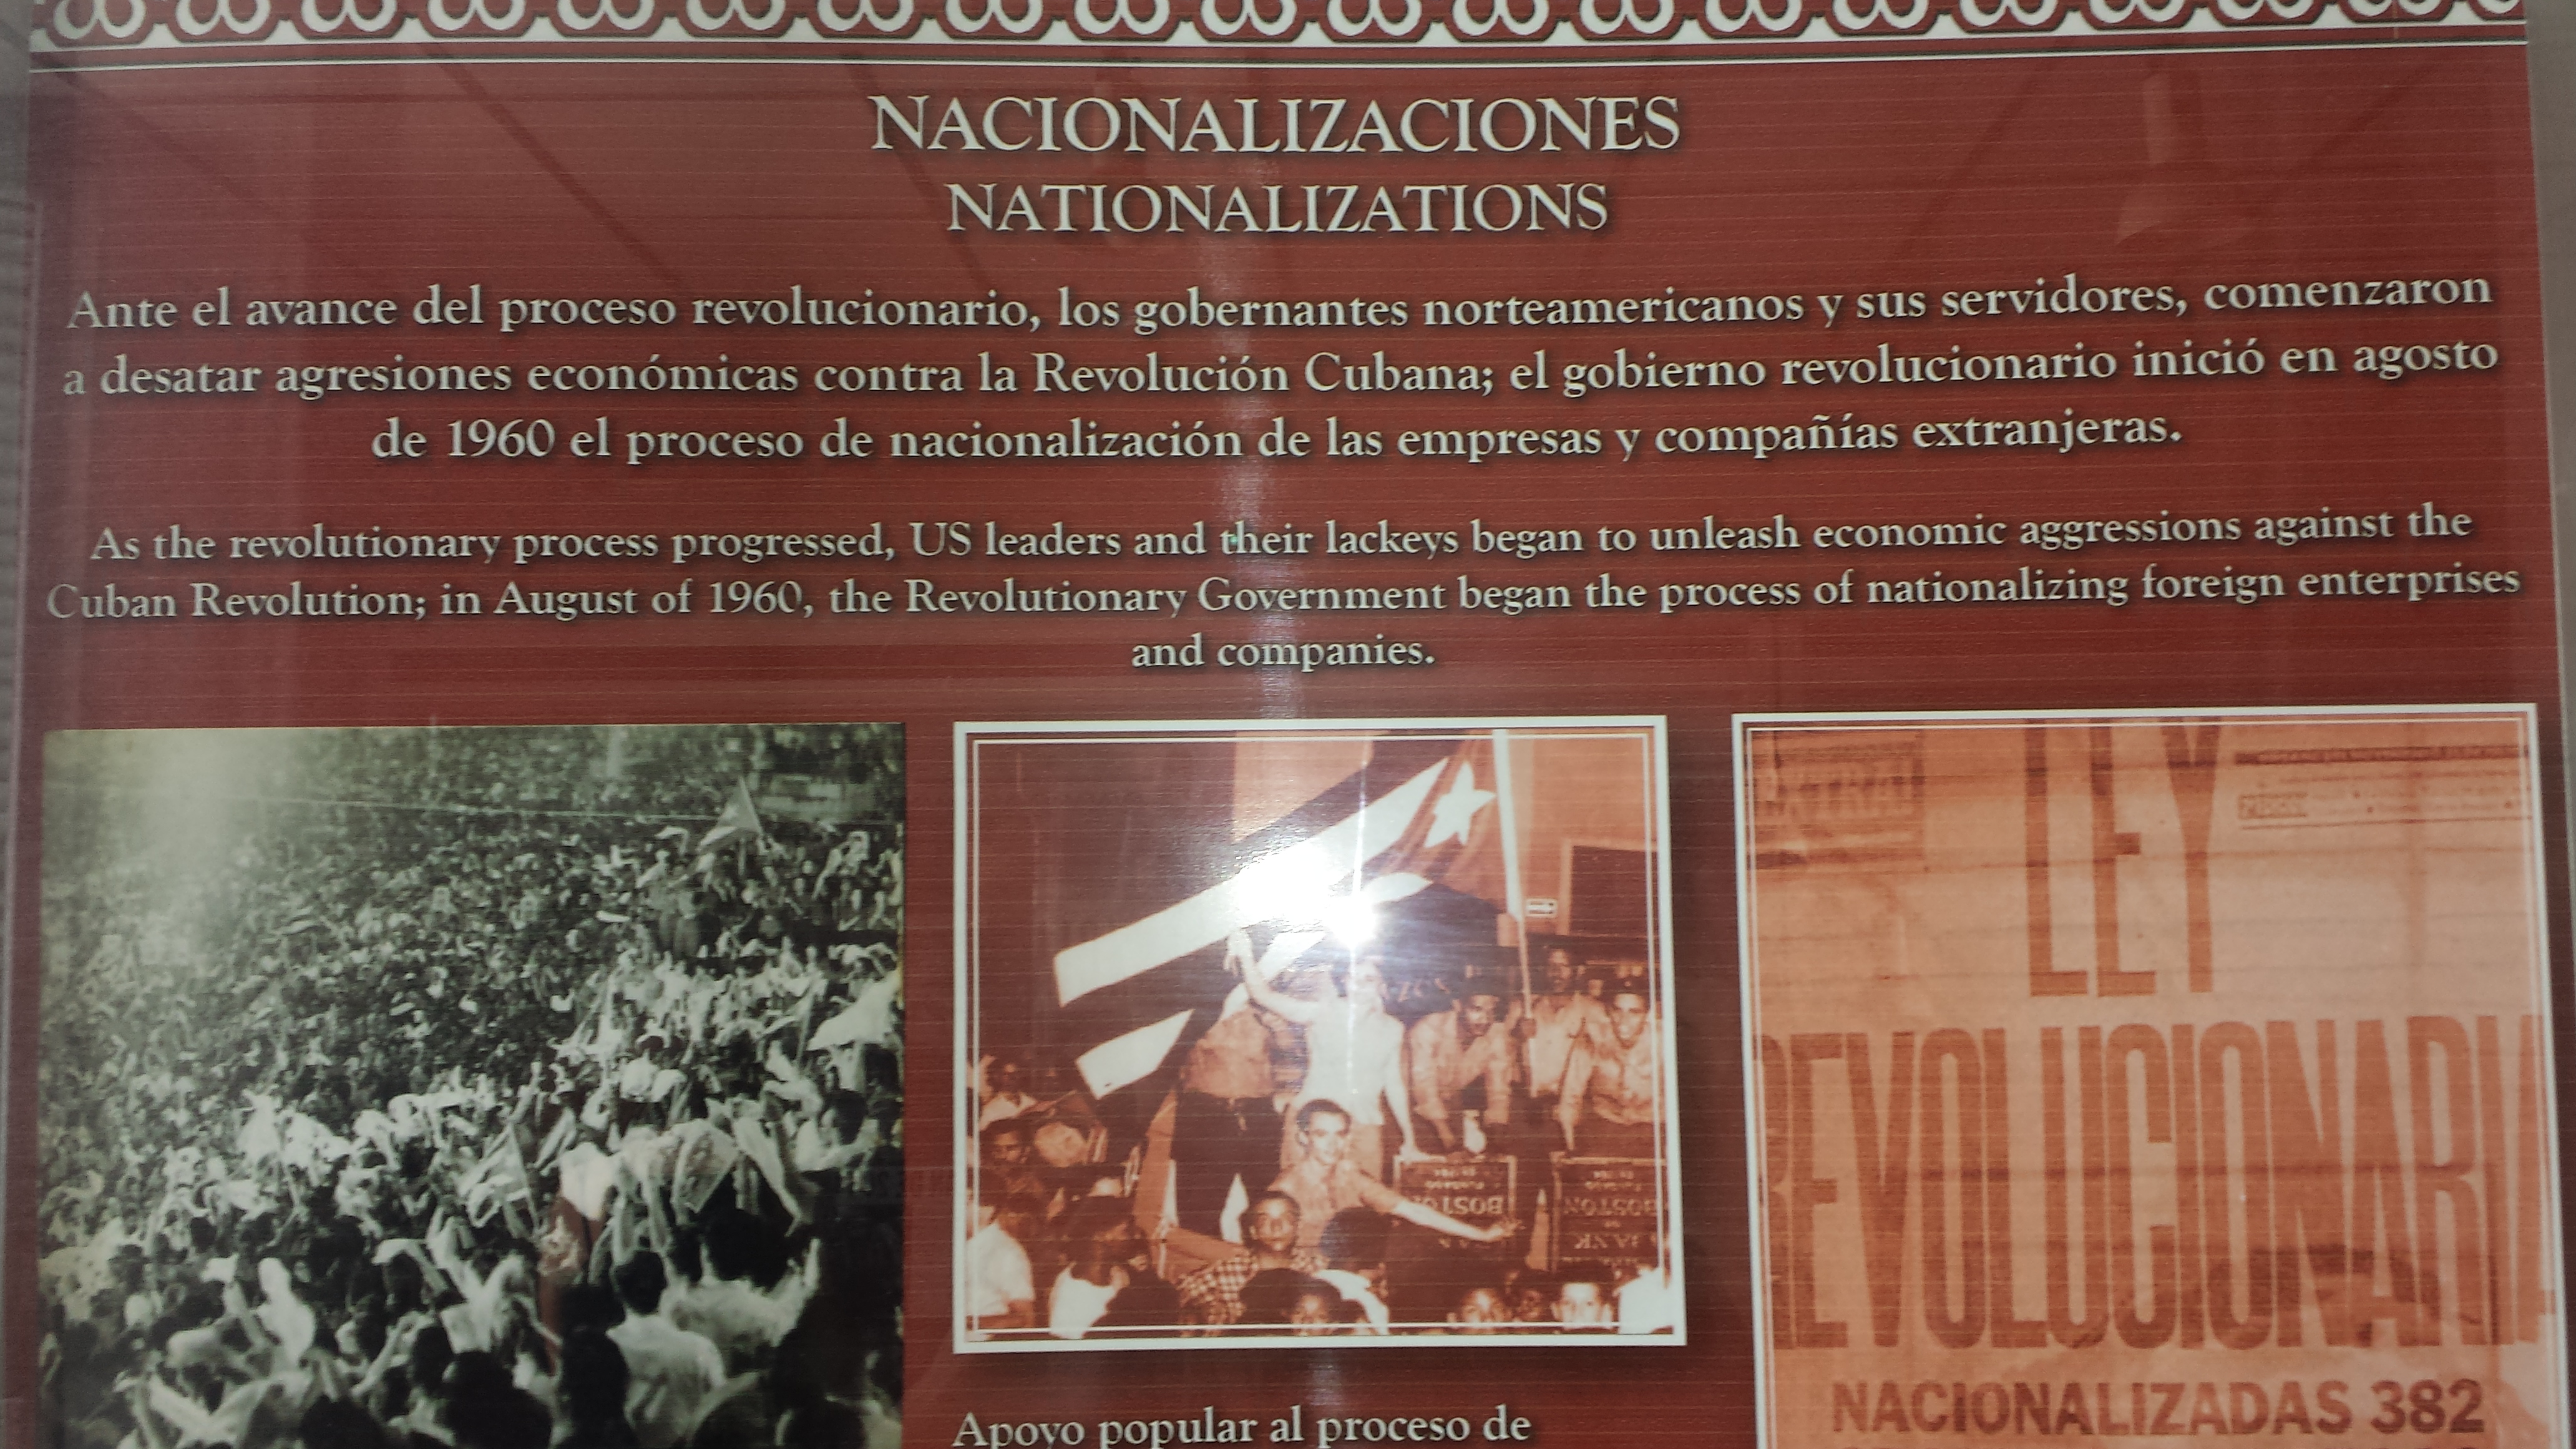 NACIONALIZACIONES
NATIONALIZATIONS
Ante el avance del proceso revolucionario, los gobernantes norteamericanos y sus servidores, comenzaron
a desatar agresiones económicas contra la Revolución Cubana; el gobierno revolucionario inició en agosto
de 1960 el proceso de nacionalización de las empresas y compañías extranjeras.
As the revolutionary process progressed, US leaders and their lackeys began to unleash economic aggressions against the
Cuban Revolution; in August of 1960, the Revolutionary Government began the process of nationalizing foreign enterprises
and companies.
BOSTON
BOSTON
LEY
REVOLUCIONARIA
NACIONALIZADAS 382
Apoyo popular al proceso de